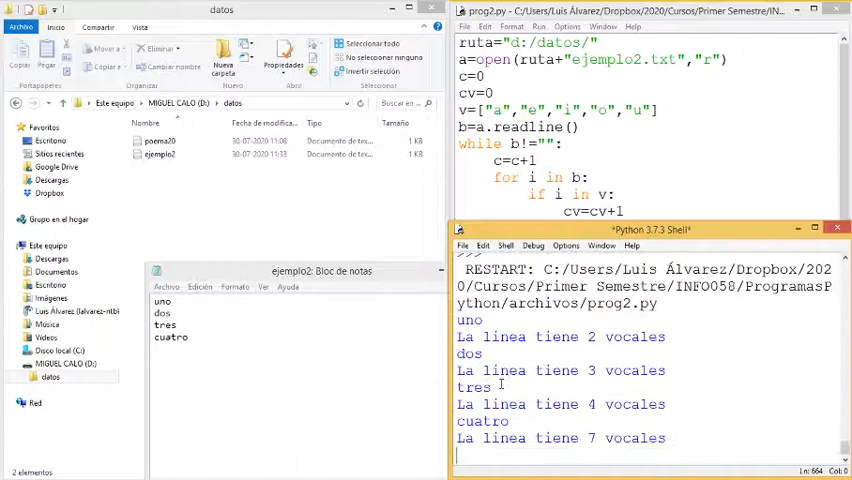 datos
Archivo Inicio Compartir Vista
Copiar Pegar
Mover a
Copiar a
Eliminar
Cambiar nombre
Nueva carpeta
Propiedades
Seleccionar todo
No seleccionar ninguno
Invertir selección
Portapapeles
Organizar
Nuevo
Abrir
Seleccionar
Este equipo MIGUEL CALO (D:) datos
Buscar en ...
Nombre Fecha de modifica... Tipo Tamaño
poema20 30-07-2020 11:08 Documento de tex... 1 KB
ejemplo2 30-07-2020 11:33 Documento de tex... 1 KB
Favoritos
Escritorio
Sitios recientes
Google Drive
Descargas
Dropbox
Grupo en el hogar
Este equipo
Descargas
Documentos
Escritorio
Imágenes
Luis Álvarez (lalvarez-ntbl
Música
Videos
Disco local (C:)
MIGUEL CALO (D:)
datos
Red
2 elementos
ejemplo2: Bloc de notas
Archivo Edición Formato Ver Ayuda
uno
dos
tres
cuatro
prog2.py - C:/Users/Luis Álvarez/Dropbox/2020/Cursos/Primer Semestre/IN...
File Edit Format Run Options Window Help
ruta="d:/datos/"
a=open(ruta+"ejemplo2.txt","r")
c=0
cv=0
v=["a","e","i","o","u"]
b=a.readline()
while b!="":
c=c+1
for i in b:
if i in v:
cv=cv+1
*Python 3.7.3 Shell*
File Edit Shell Debug Options Window Help
>>>
RESTART: C:/Users/Luis Álvarez/Dropbox/202
0/Cursos/Primer Semestre/INFO058/ProgramasP
ython/archivos/prog2.py
uno
La linea tiene 2 vocales
dos
La linea tiene 3 vocales
tres
La linea tiene 4 vocales
cuatro
La linea tiene 7 vocales
Ln: 664 Col: 0